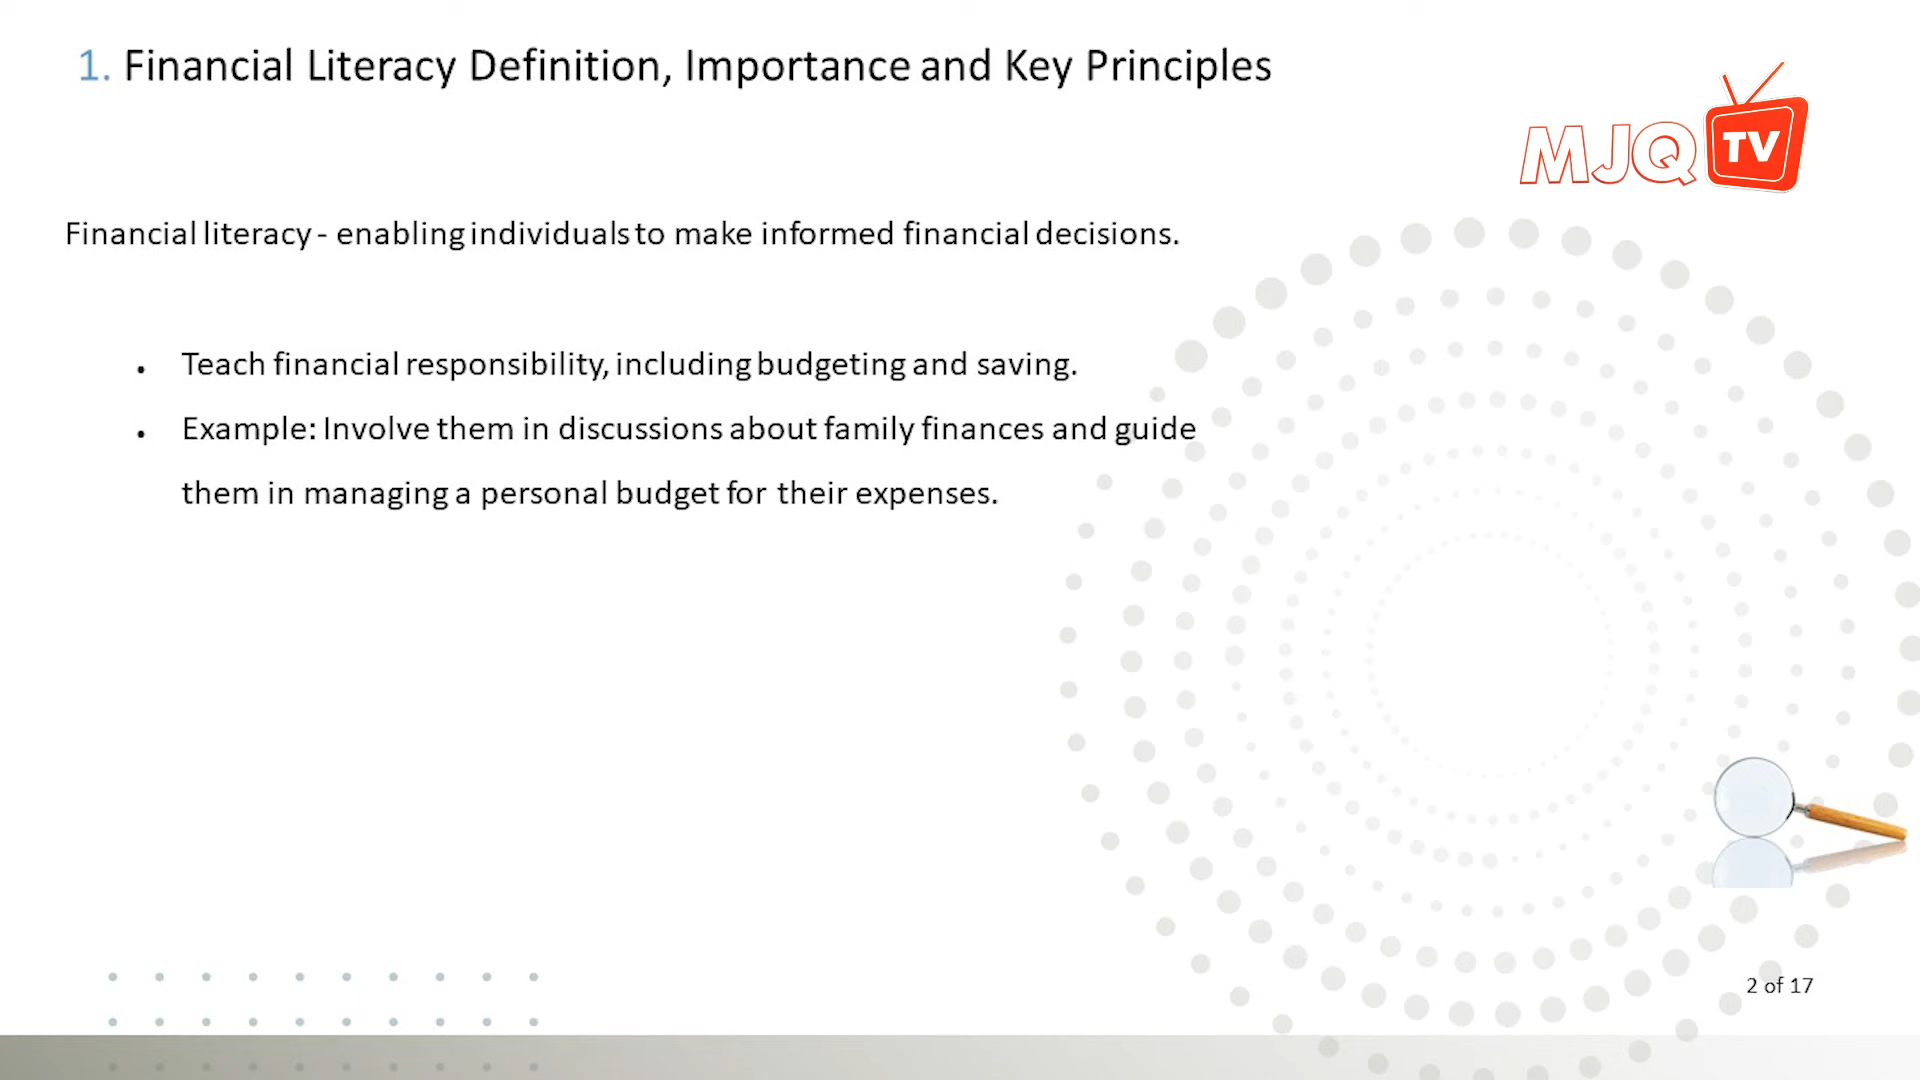 1. Financial Literacy Definition, Importance and Key Principles
MJQ TV
Financial literacy - enabling individuals to make informed financial decisions.
• Teach financial responsibility, including budgeting and saving.
• Example: Involve them in discussions about family finances and guide
them in managing a personal budget for their expenses.
2 of 17